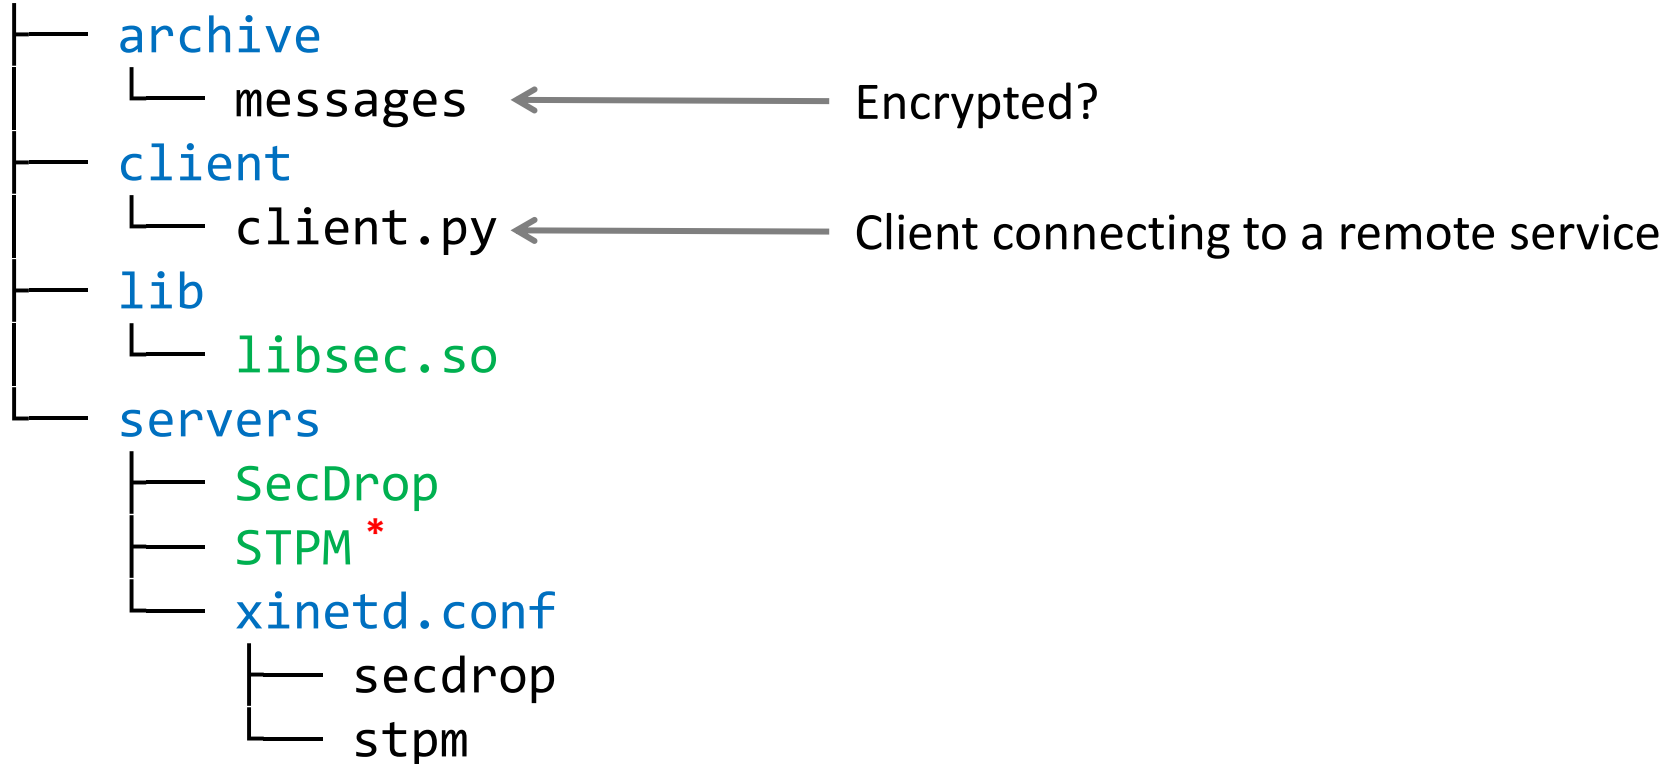 archive
messages Encrypted?
client
client.py Client connecting to a remote service
lib
libsec.so
servers
SecDrop
STPM *
xinetd.conf
secdrop
stpm